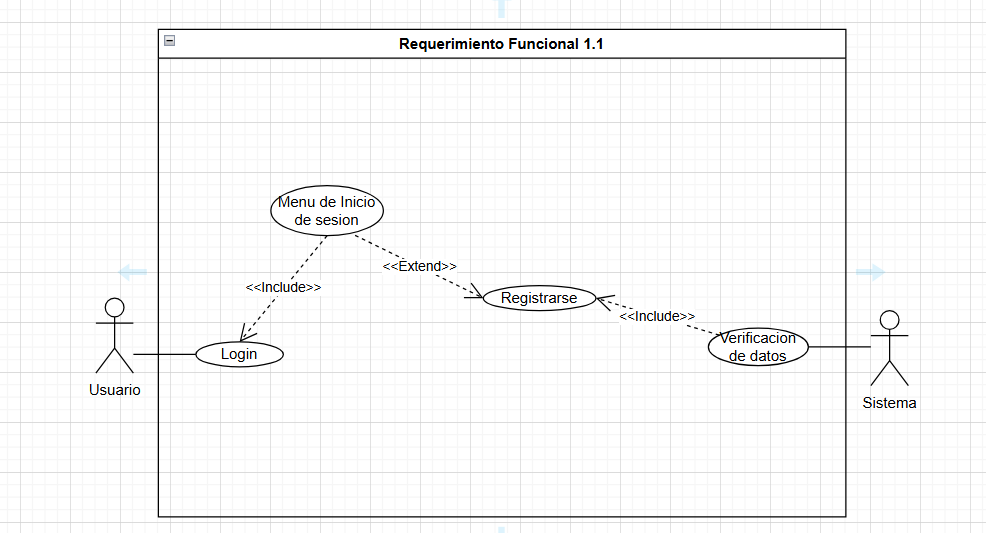 Requerimiento Funcional 1.1
Menu de Inicio
de sesion
<<Extend>>
<<Include>>
Registrarse
<<Include>>
Verificacion
de datos
Login
Usuario
Sistema